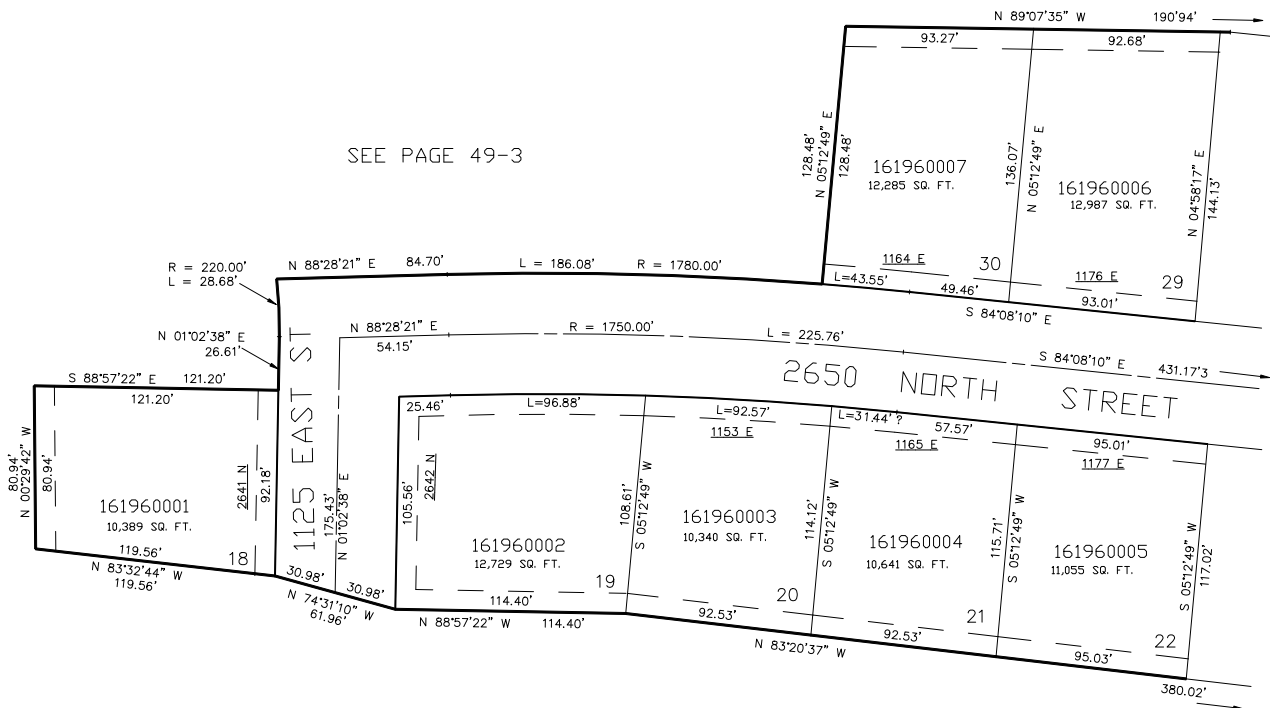 N 89°07'35" W 190'94
93.27'
92.68'
128.48'
N 05°12'49" E
128.48'
136.07'
N 05°12'49" E
N 04°58'17" E
144.13'
SEE PAGE 49-3
161960007
12,285 SQ. FT.
161960006
12,987 SQ. FT.
1164 E
30
1176 E
29
L=43.55'
49.46'
93.01'
S 84°08'10" E
R = 220.00'
L = 28.68'
N 88°28'21" E 84.70' L = 186.08' R = 1780.00'
N 01°02'38" E
26.61'
N 88°28'21" E
54.15'
R = 1750.00'
L = 225.76'
S 84°08'10" E 431.17'3
2650 NORTH STREET
1125 EAST ST
175.43'
N 01°02'38" E
S 88°57'22" E 121.20'
121.20'
N 00°29'42" W
80.94'
80.94'
2641 N
92.18'
161960001
10,389 SQ. FT.
119.56'
18
N 83°32'44" W
119.56'
30.98'
30.98'
N 74°31'10" W
61.96'
25.46'
L=96.88'
L=92.57'
1153 E
L=31.44' ?
57.57'
1165 E
95.01'
1177 E
105.56'
2642 N
108.61'
S 05°12'49" W
114.12'
S 05°12'49" W
115.71'
S 05°12'49" W
S 05°12'49" W
117.02'
161960002
12,729 SQ. FT.
161960003
10,340 SQ. FT.
161960004
10,641 SQ. FT.
161960005
11,055 SQ. FT.
19
20
21
22
114.40'
N 88°57'22" W 114.40'
92.53'
92.53'
95.03'
N 83°20'37" W
380.02'